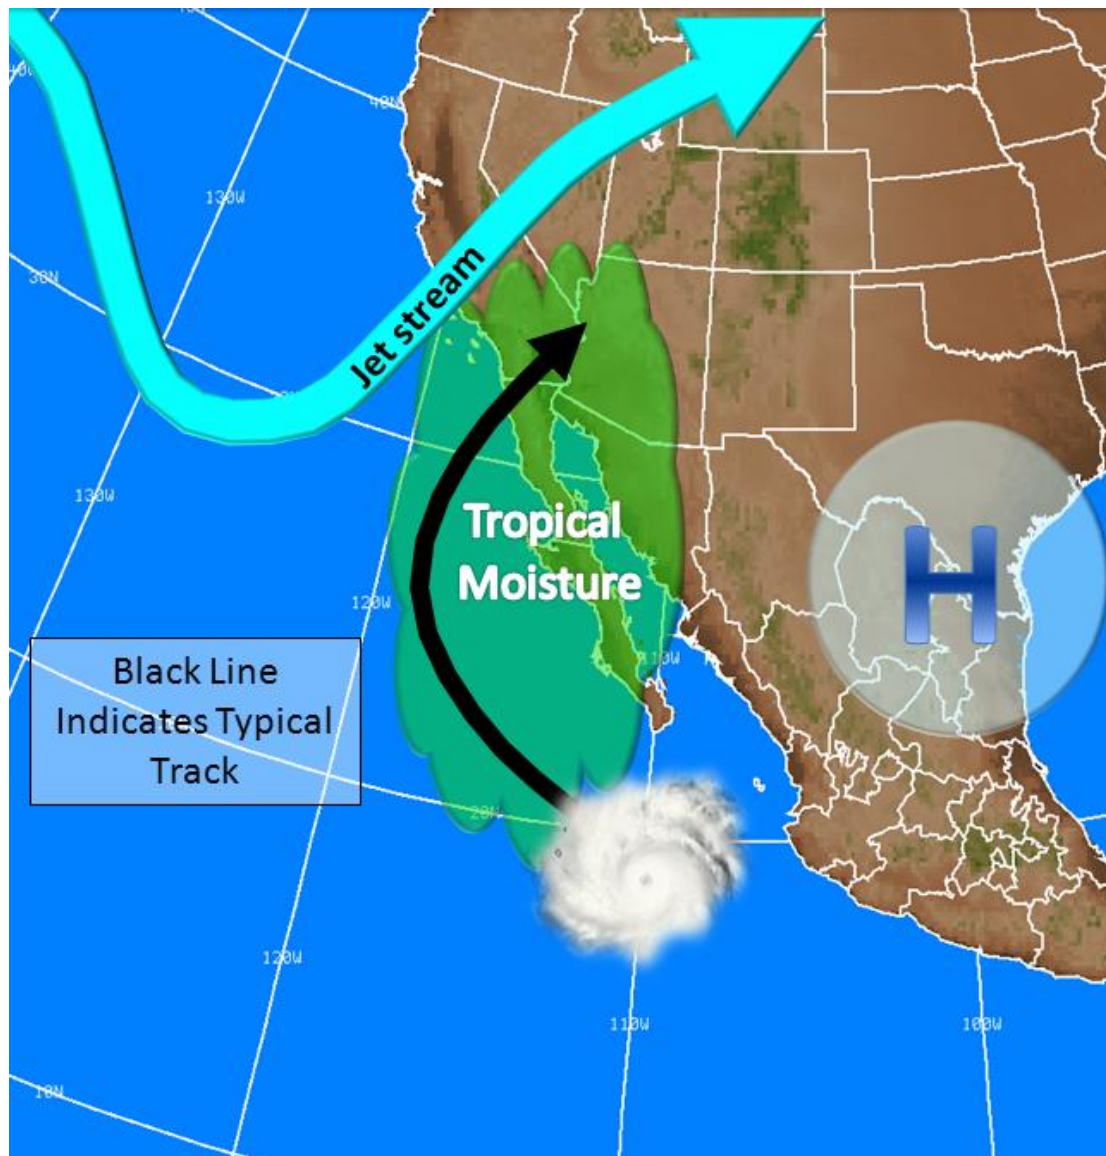 40N
130W
30N
Jet stream
130W
H
Tropical
Moisture
120W
110W
Black Line
Indicates Typical
Track
20N
120W
110W
100W
10N